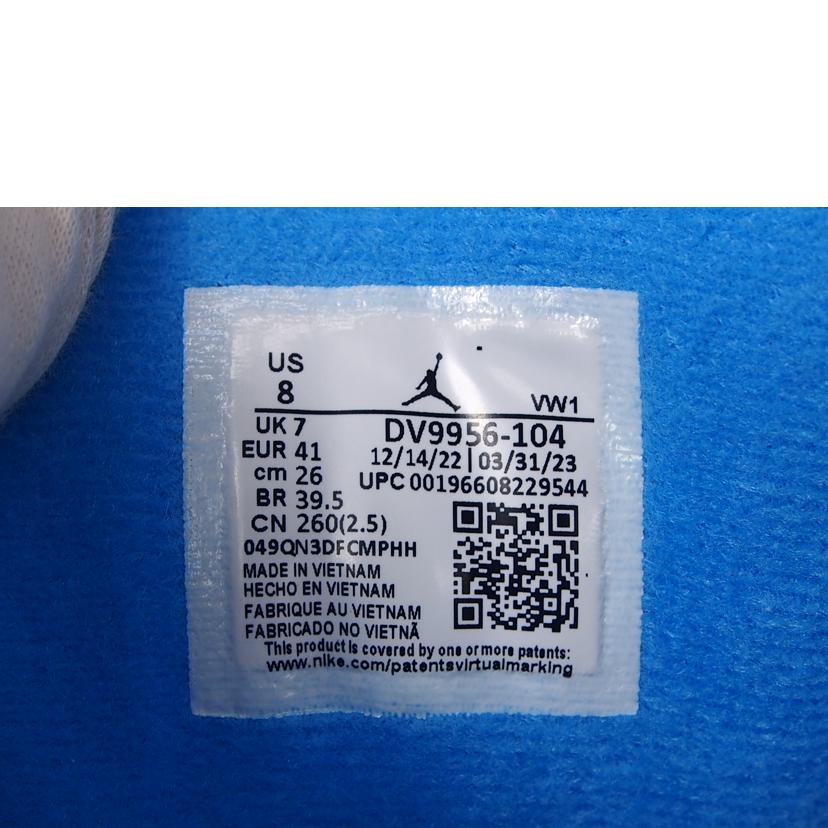 US
8
VW1
UK 7
DV9956-104
EUR 41
12/14/22 | 03/31/23
cm 26
UPC 00196608229544
BR 39.5
CN 260(2.5)
049QN3DFCMPHH
MADE IN VIETNAM
HECHO EN VIETNAM
FABRIQUE AU VIETNAM
FABRICADO NO VIETNÃ
This product is covered by one or more patents:
www.nike.com/patentsvirtualmarking